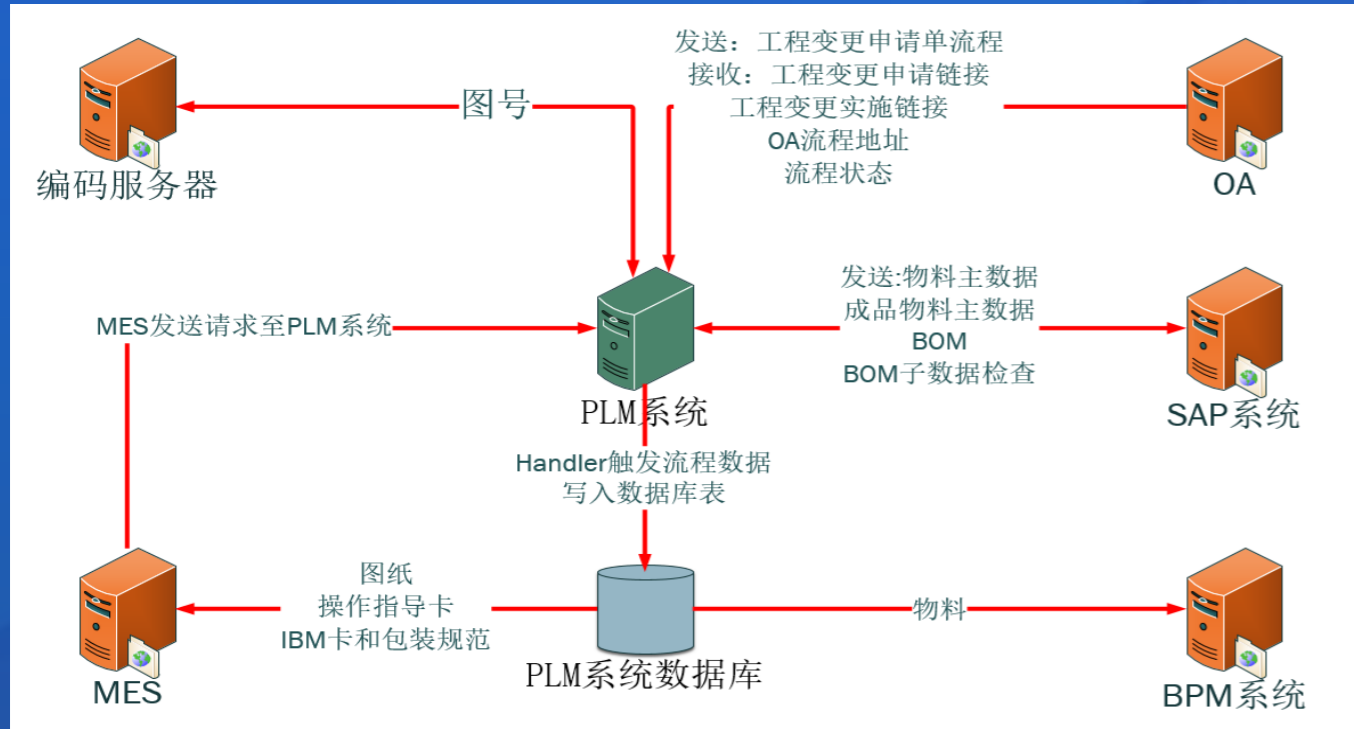 发送：工程变更申请单流程
接收：工程变更申请链接
工程变更实施链接
OA流程地址
流程状态
图号
编码服务器
OA
发送:物料主数据
成品物料主数据
BOM
BOM子数据检查
MES发送请求至PLM系统
PLM系统
SAP系统
Handler触发流程数据
写入数据库表
图纸
操作指导卡
IBM卡和包装规范
物料
PLM系统数据库
MES
BPM系统